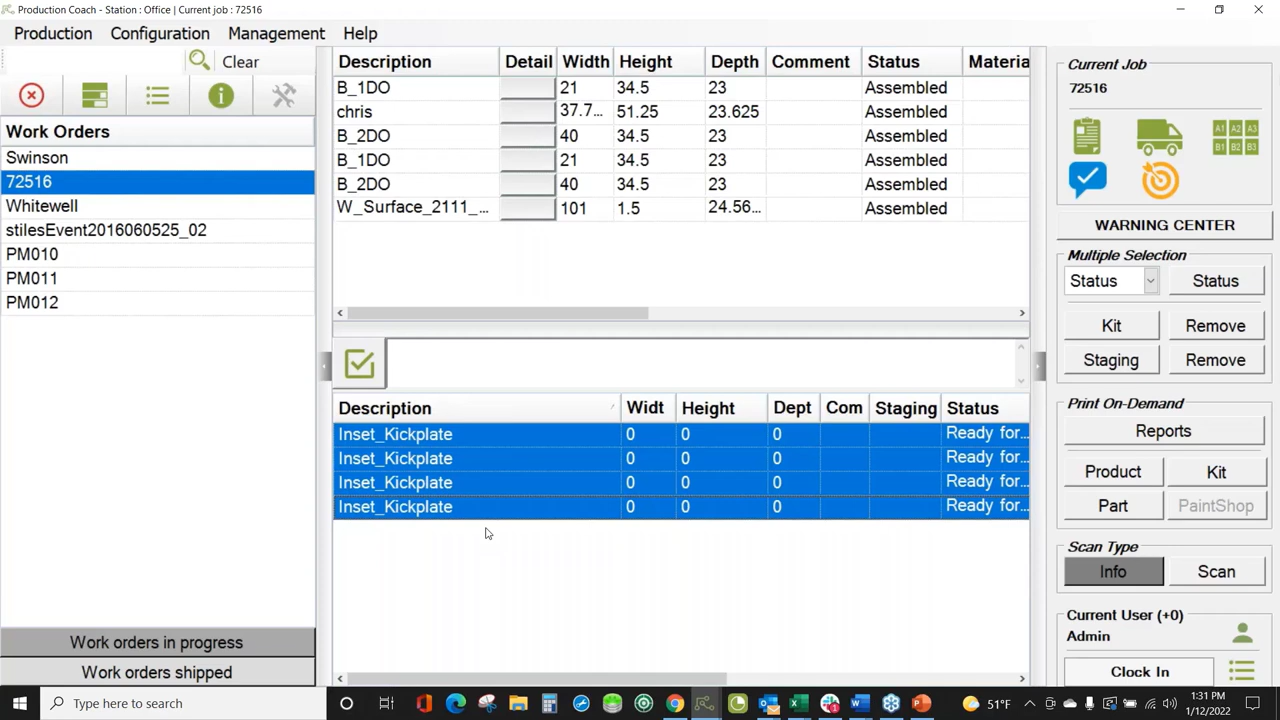 Production Coach - Station : Office | Current job : 72516
Production Configuration Management Help
Clear
Work Orders
Swinson
72516
Whitewell
stilesEvent2016060525_02
PM010
PM011
PM012
Work orders in progress
Work orders shipped
Description Detail Width Height Depth Comment Status Materia
B_1DO 21 34.5 23 Assembled
chris 37.7... 51.25 23.625 Assembled
B_2DO 40 34.5 23 Assembled
B_1DO 21 34.5 23 Assembled
B_2DO 40 34.5 23 Assembled
W_Surface_2111_... 101 1.5 24.56... Assembled
Description Widt Height Dept Com Staging Status
Inset_Kickplate 0 0 0 Ready for...
Inset_Kickplate 0 0 0 Ready for...
Inset_Kickplate 0 0 0 Ready for...
Inset_Kickplate 0 0 0 Ready for...
Current Job
72516
A1 A2 A3
B1 B2 B3
WARNING CENTER
Multiple Selection
Status Status
Kit Remove
Staging Remove
Print On-Demand
Reports
Product Kit
Part PaintShop
Scan Type
Info Scan
Current User (+0)
Admin
Clock In
Type here to search
51°F
1:31 PM
1/12/2022